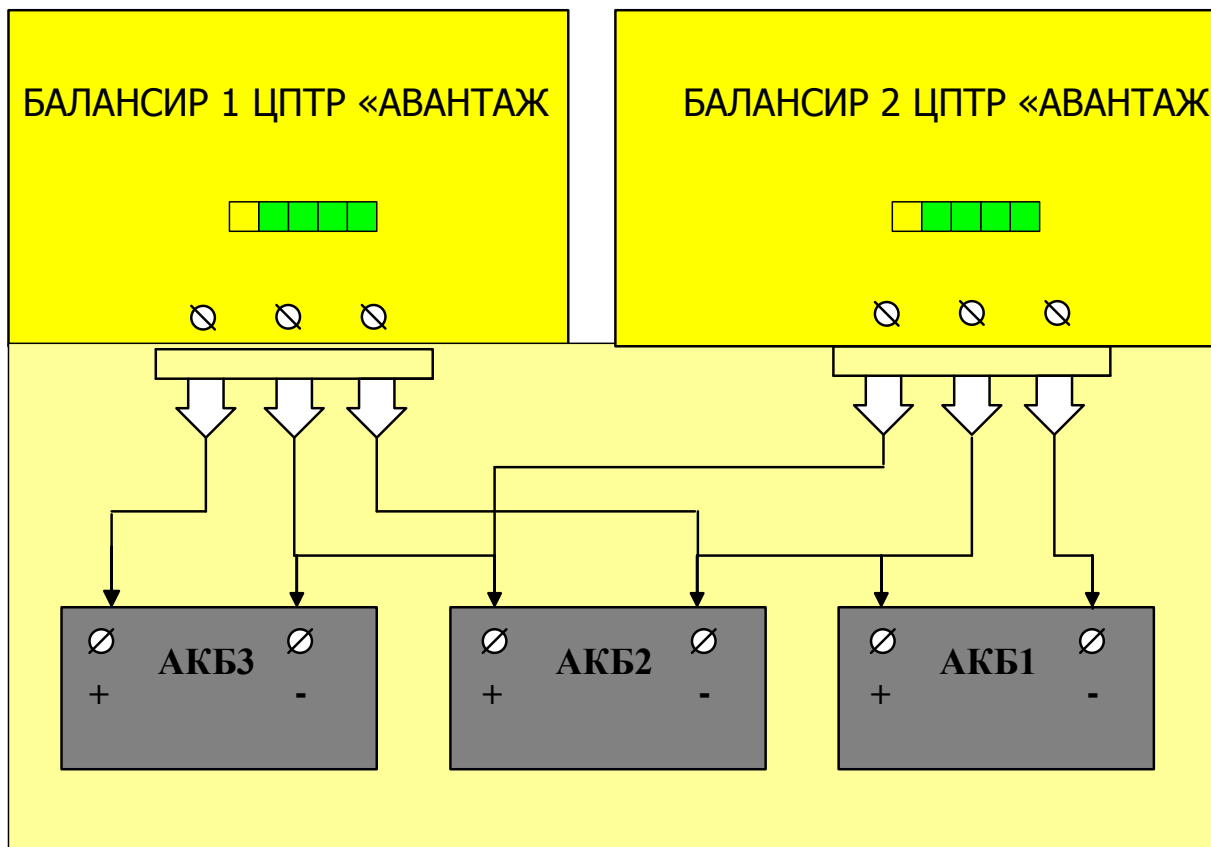 БАЛАНСИР 1 ЦПТР «АВАНТАЖ
БАЛАНСИР 2 ЦПТР «АВАНТАЖ
АКБ3
+ -
АКБ2
+ -
АКБ1
+ -